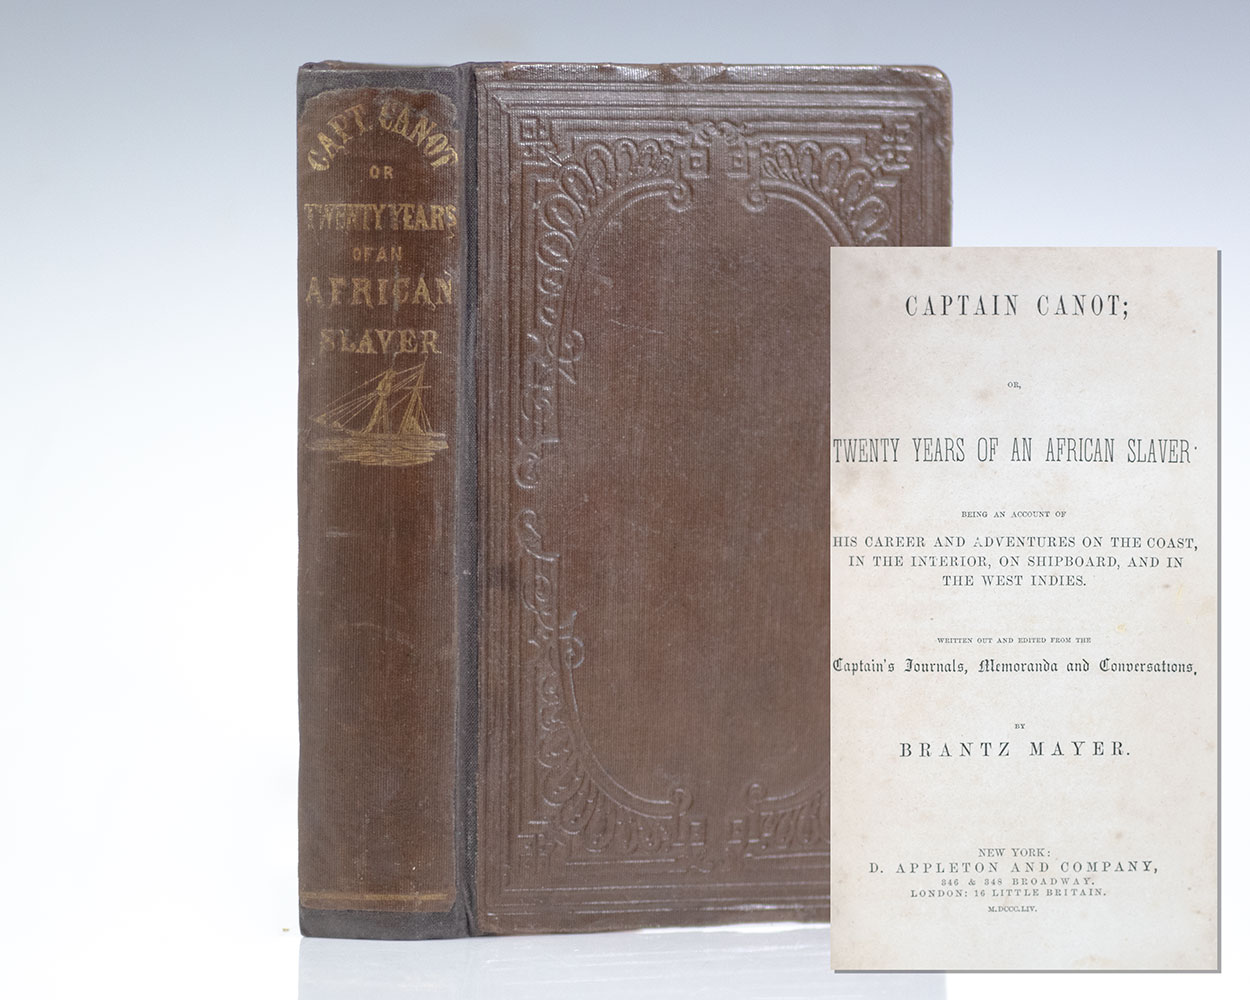 CAPT. CANOT
OR
TWENTY YEARS
OF AN
AFRICAN
SLAVER
CAPTAIN CANOT;
OR,
TWENTY YEARS OF AN AFRICAN SLAVER·
BEING AN ACCOUNT OF
HIS CAREER AND ADVENTURES ON THE COAST,
IN THE INTERIOR, ON SHIPBOARD, AND IN
THE WEST INDIES.
WRITTEN OUT AND EDITED FROM THE
Captain's Journals, Memoranda and Conversations,
BY
BRANTZ MAYER.
NEW YORK:
D. APPLETON AND COMPANY,
346 & 348 BROADWAY.
LONDON: 16 LITTLE BRITAIN.
M.DCCC.LIV.